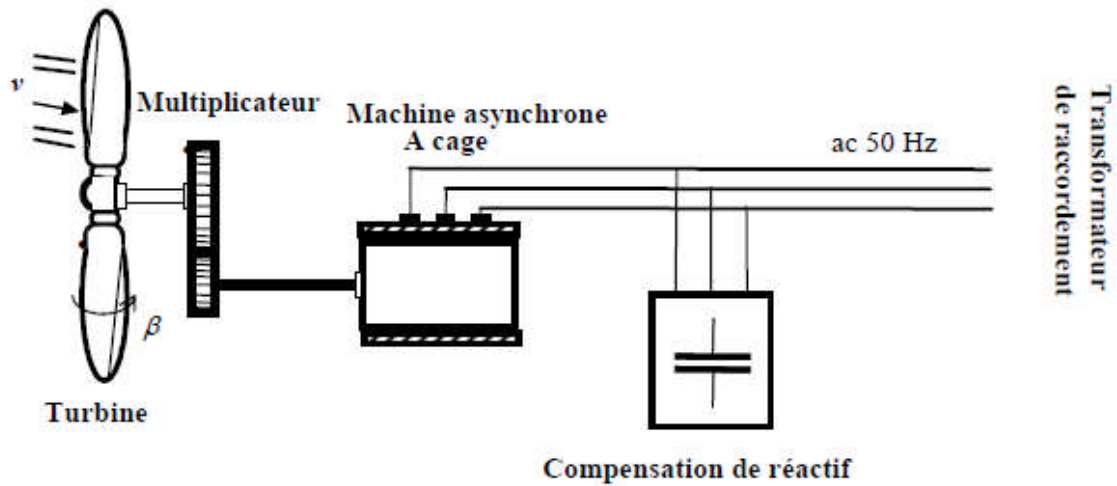 v
Multiplicateur
Machine asynchrone
A cage
ac 50 Hz
Transformateur
de raccordement
β
Turbine
Compensation de réactif